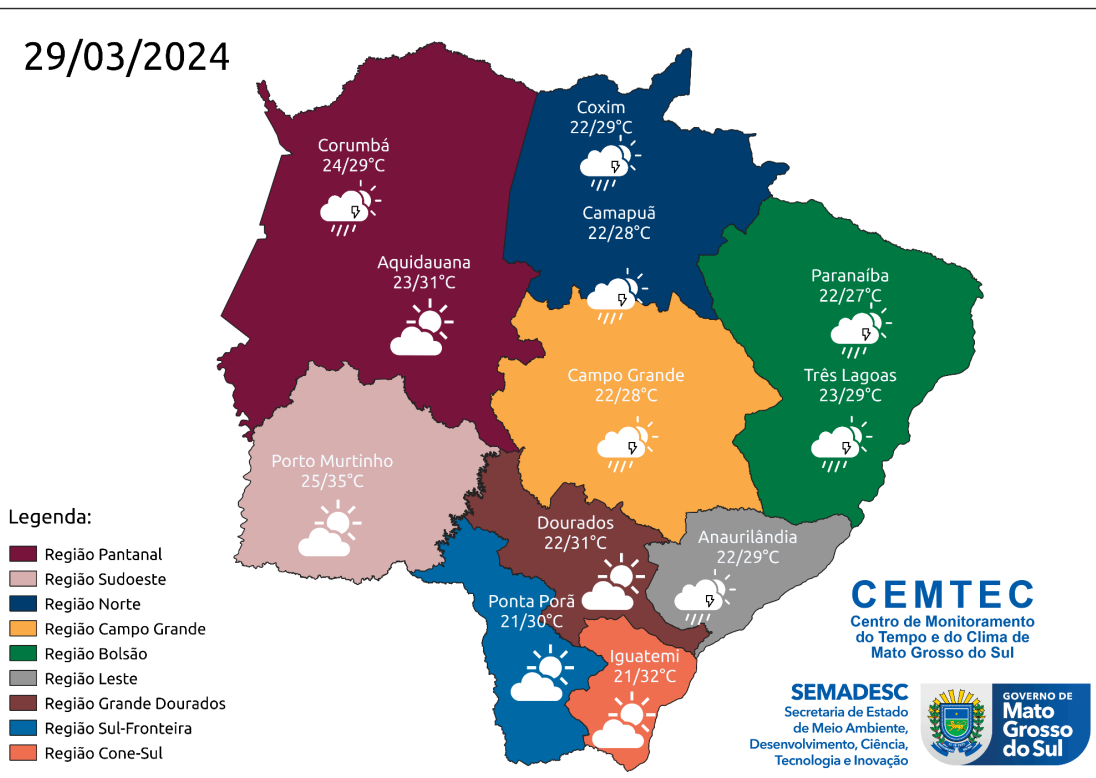 29/03/2024
Coxim
22/29°C
Corumbá
24/29°C
Camapuã
22/28°C
Aquidauana
23/31°C
Paranaíba
22/27°C
Campo Grande
22/28°C
Três Lagoas
23/29°C
Porto Murtinho
25/35°C
Dourados
22/31°C
Anaurilândia
22/29°C
Ponta Porã
21/30°C
Iguatemi
21/32°C
Legenda:
Região Pantanal
Região Sudoeste
Região Norte
Região Campo Grande
Região Bolsão
Região Leste
Região Grande Dourados
Região Sul-Fronteira
Região Cone-Sul
CEMTEC
Centro de Monitoramento
do Tempo e do Clima de
Mato Grosso do Sul
SEMADESC
Secretaria de Estado
de Meio Ambiente,
Desenvolvimento, Ciência,
Tecnologia e Inovação
GOVERNO DE
Mato
Grosso
do Sul